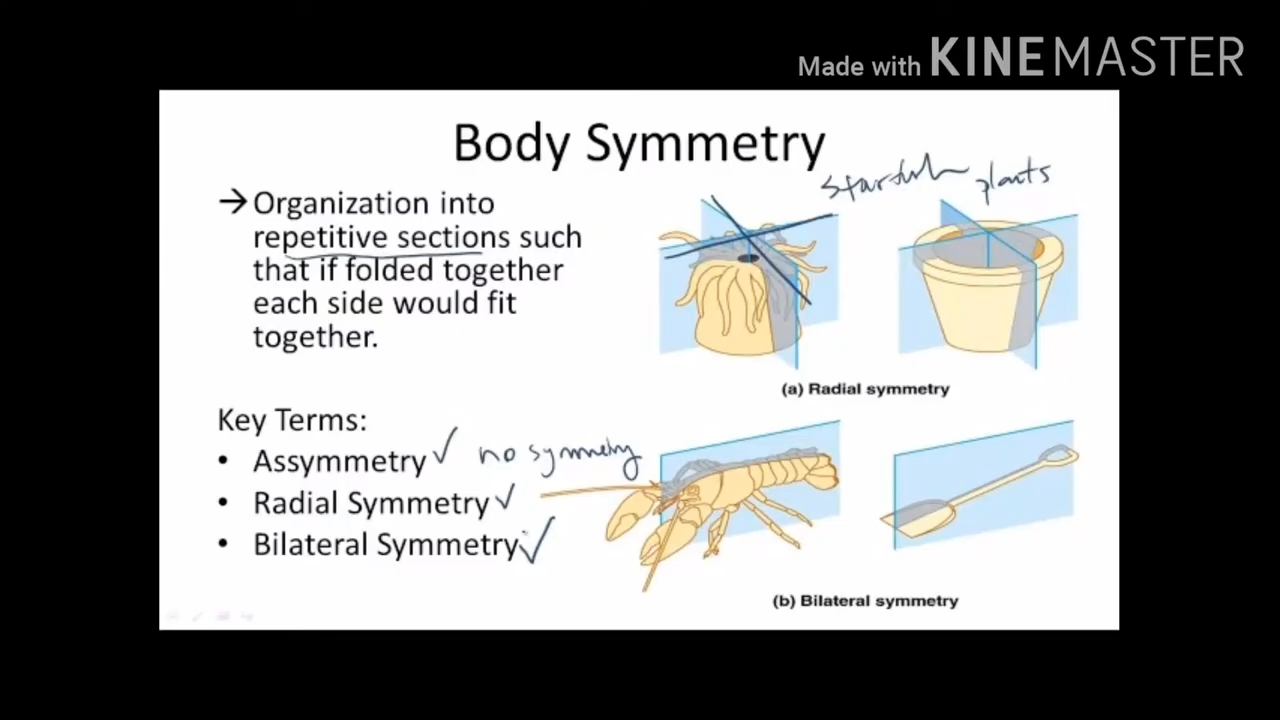 Made with KINEMASTER
Body Symmetry
starfish plants
→ Organization into
repetitive sections such
that if folded together
each side would fit
together.
(a) Radial symmetry
Key Terms:
• Assymmetry ✓ no symmetry
• Radial Symmetry ✓
• Bilateral Symmetry ✓
(b) Bilateral symmetry